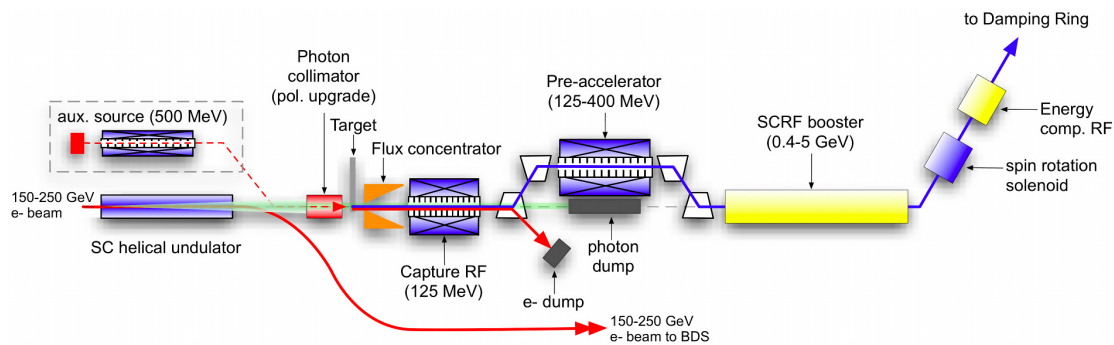 to Damping Ring
Photon
collimator
(pol. upgrade)
Pre-accelerator
(125-400 MeV)
aux. source (500 MeV)
Target
SCRF booster
(0.4-5 GeV)
Energy
comp. RF
Flux concentrator
spin rotation
solenoid
150-250 GeV
e- beam
SC helical undulator
photon
dump
Capture RF
(125 MeV)
e- dump
150-250 GeV
e- beam to BDS